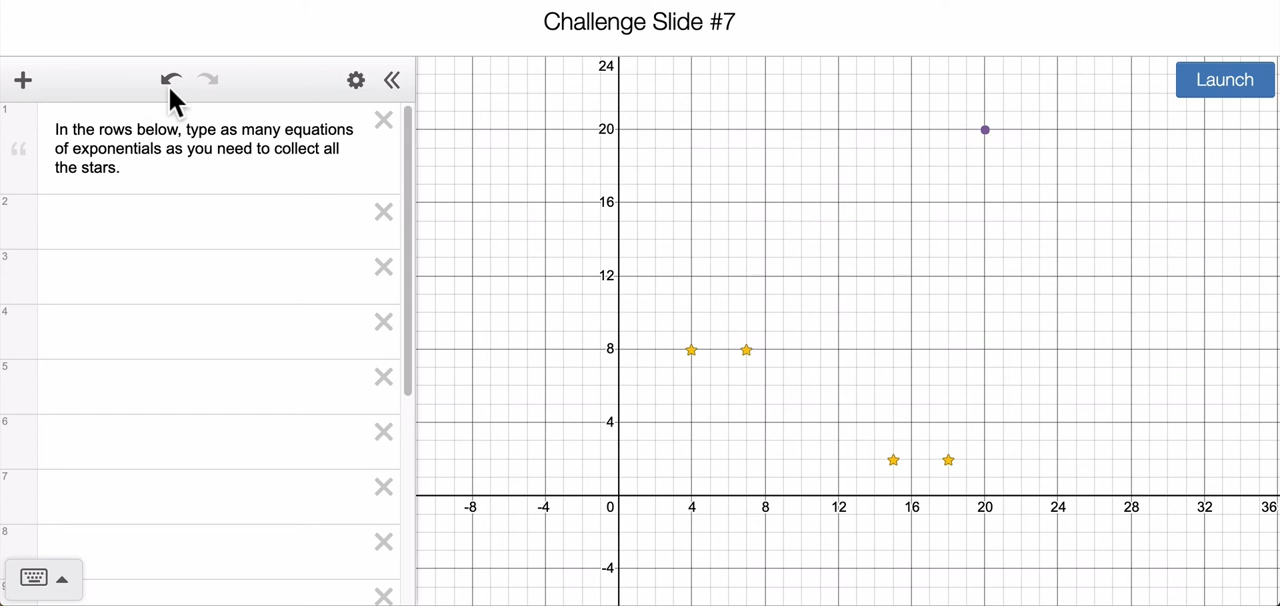 Challenge Slide #7
Launch
1
In the rows below, type as many equations
of exponentials as you need to collect all
the stars.
2
3
4
5
6
7
8
9
24
20
16
12
8
4
-4
-8 -4 0 4 8 12 16 20 24 28 32 36